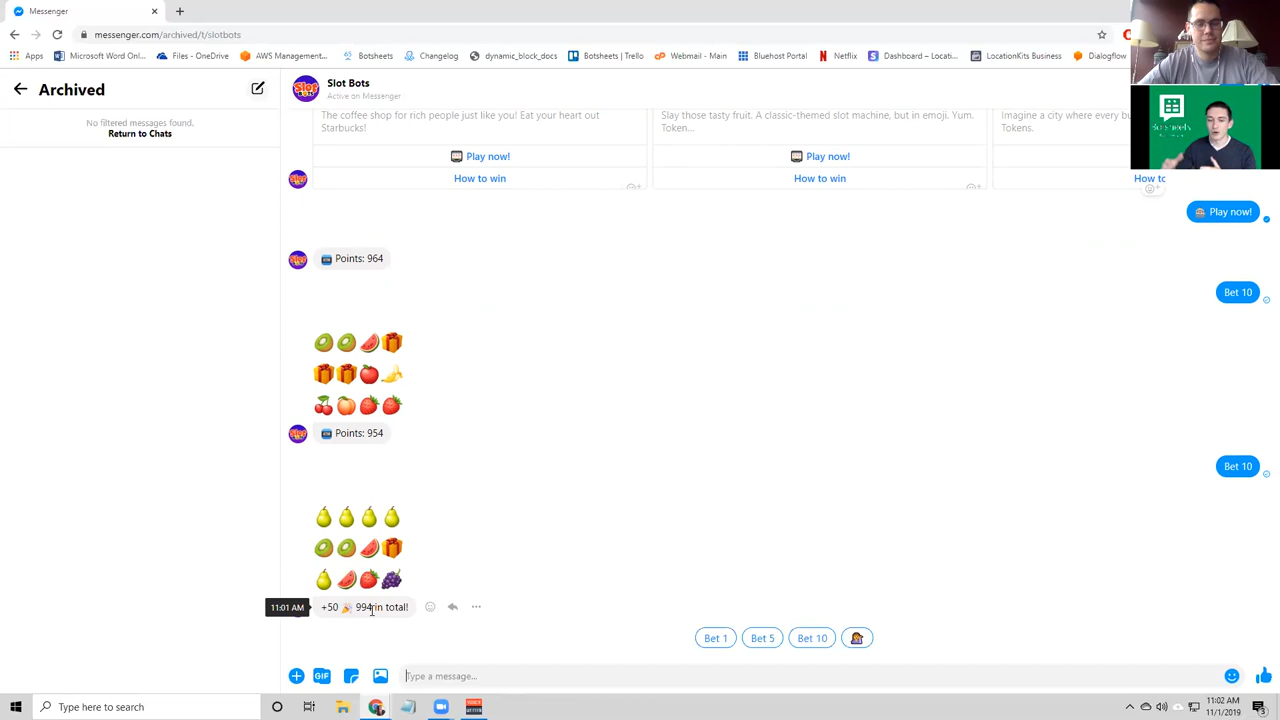 Messenger
messenger.com/archived/t/slotbots
Apps
Microsoft Word Onl...
Files - OneDrive
AWS Management...
Botsheets
Changelog
dynamic_block_docs
Botsheets | Trello
Webmail - Main
Bluehost Portal
Netflix
Dashboard – Locati...
LocationKits Business
Dialogflow
Archived
No filtered messages found.
Return to Chats
Slot Bots
Active on Messenger
The coffee shop for rich people just like you! Eat your heart out
Starbucks!
Play now!
How to win
Slay those tasty fruit. A classic-themed slot machine, but in emoji. Yum.
Token...
Play now!
How to win
Imagine a city where every bu
Tokens.
How to
Play now!
Points: 964
Bet 10
Points: 954
Bet 10
11:01 AM
+50 🎉 994 in total!
Bet 1
Bet 5
Bet 10
GIF
Type a message...
Type here to search
11:02 AM
11/1/2019